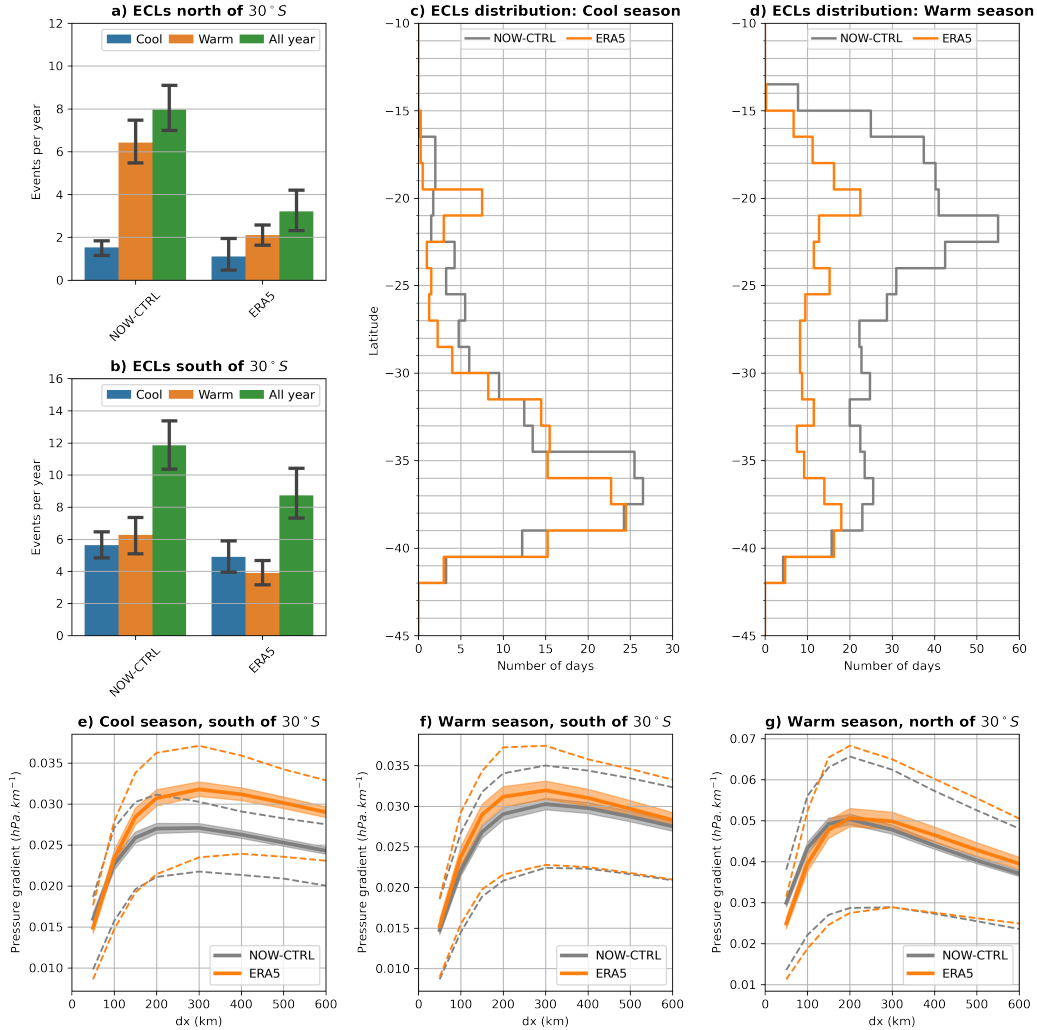 a) ECLs north of 30°S
12
10
8
6
4
2
0
Events per year
Cool Warm All year
NOW-CTRL
ERA5
b) ECLs south of 30°S
16
14
12
10
8
6
4
2
0
Events per year
Cool Warm All year
NOW-CTRL
ERA5
c) ECLs distribution: Cool season
NOW-CTRL ERA5
−10
−15
−20
−25
−30
−35
−40
−45
Latitude
0 5 10 15 20 25 30
Number of days
d) ECLs distribution: Warm season
NOW-CTRL ERA5
−10
−15
−20
−25
−30
−35
−40
−45
0 10 20 30 40 50 60
Number of days
e) Cool season, south of 30°S
0.035
0.030
0.025
0.020
0.015
0.010
Pressure gradient (hPa. km⁻¹)
NOW-CTRL
ERA5
0 100 200 300 400 500 600
dx (km)
f) Warm season, south of 30°S
0.035
0.030
0.025
0.020
0.015
0.010
Pressure gradient (hPa. km⁻¹)
NOW-CTRL
ERA5
0 100 200 300 400 500 600
dx (km)
g) Warm season, north of 30°S
0.07
0.06
0.05
0.04
0.03
0.02
0.01
Pressure gradient (hPa. km⁻¹)
NOW-CTRL
ERA5
0 100 200 300 400 500 600
dx (km)